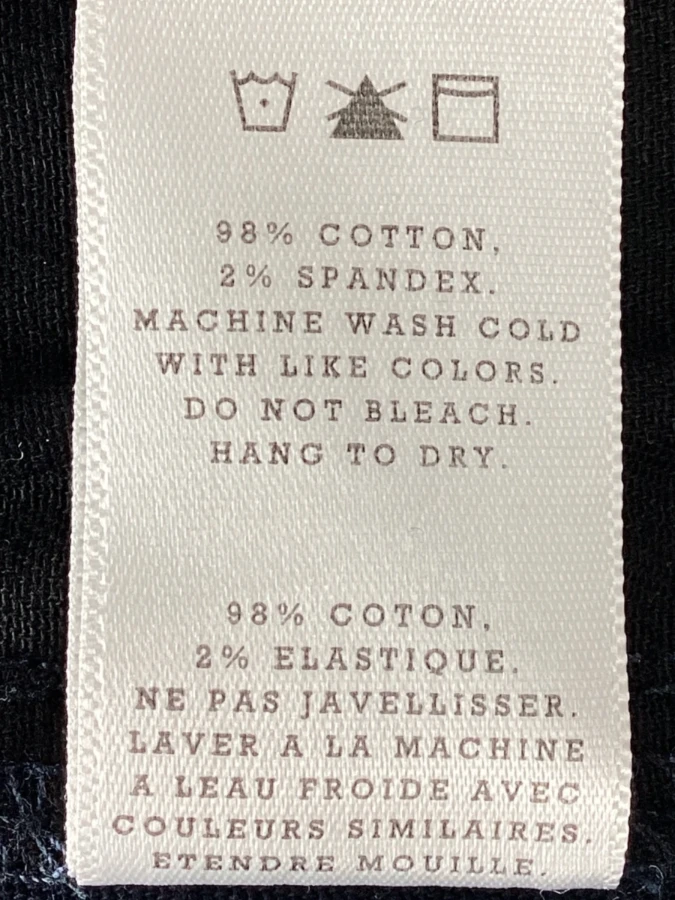 98% COTTON,
2% SPANDEX.
MACHINE WASH COLD
WITH LIKE COLORS.
DO NOT BLEACH.
HANG TO DRY.
98% COTON,
2% ELASTIQUE.
NE PAS JAVELLISSER.
LAVER A LA MACHINE
A LEAU FROIDE AVEC
COULEURS SIMILAIRES.
ETENDRE MOUILLE.